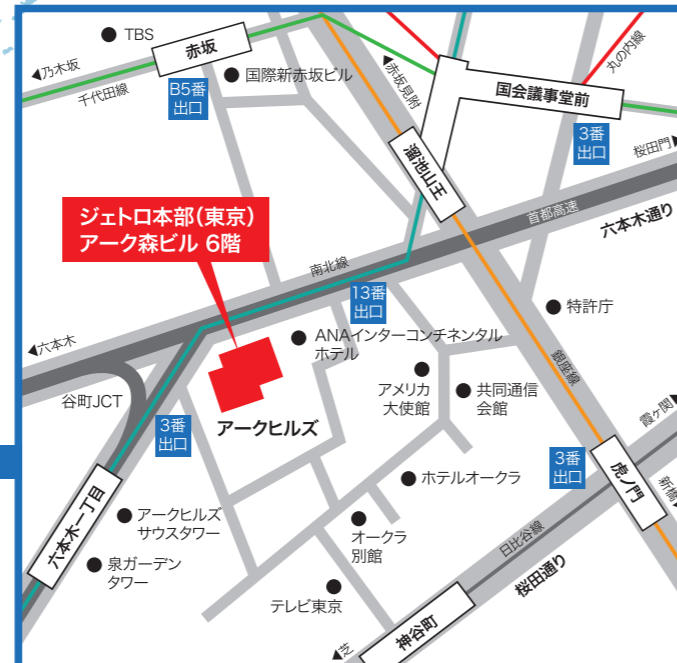 TBS
赤坂
◀乃木坂
千代田線
B5番
出口
国際新赤坂ビル
◀赤坂見附
丸の内線
国会議事堂前
3番
出口
桜田門▶
溜池山王
首都高速
六本木通り
ジェトロ本部(東京)
アーク森ビル 6階
南北線
13番
出口
特許庁
◀六本木
ANAインターコンチネンタル
ホテル
谷町JCT
アメリカ
大使館
共同通信
会館
銀座線
アークヒルズ
3番
出口
霞ヶ関▶
3番
出口
虎ノ門
新橋▶
ホテルオークラ
六本木一丁目
アークヒルズ
サウスタワー
オークラ
別館
日比谷線
桜田通り
泉ガーデン
タワー
テレビ東京
神谷町
◀芝